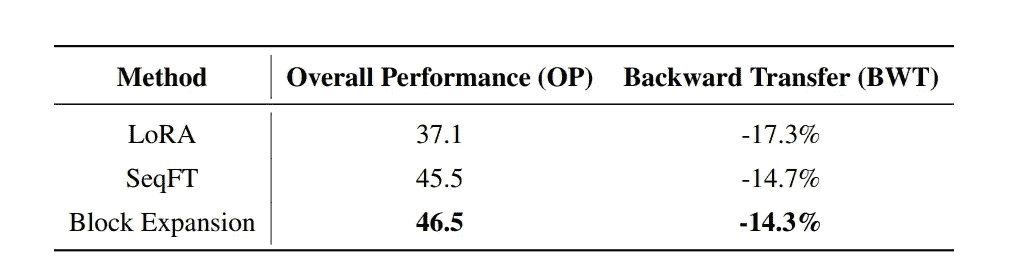 Method Overall Performance (OP) Backward Transfer (BWT)
LoRA 37.1 -17.3%
SeqFT 45.5 -14.7%
Block Expansion 46.5 -14.3%